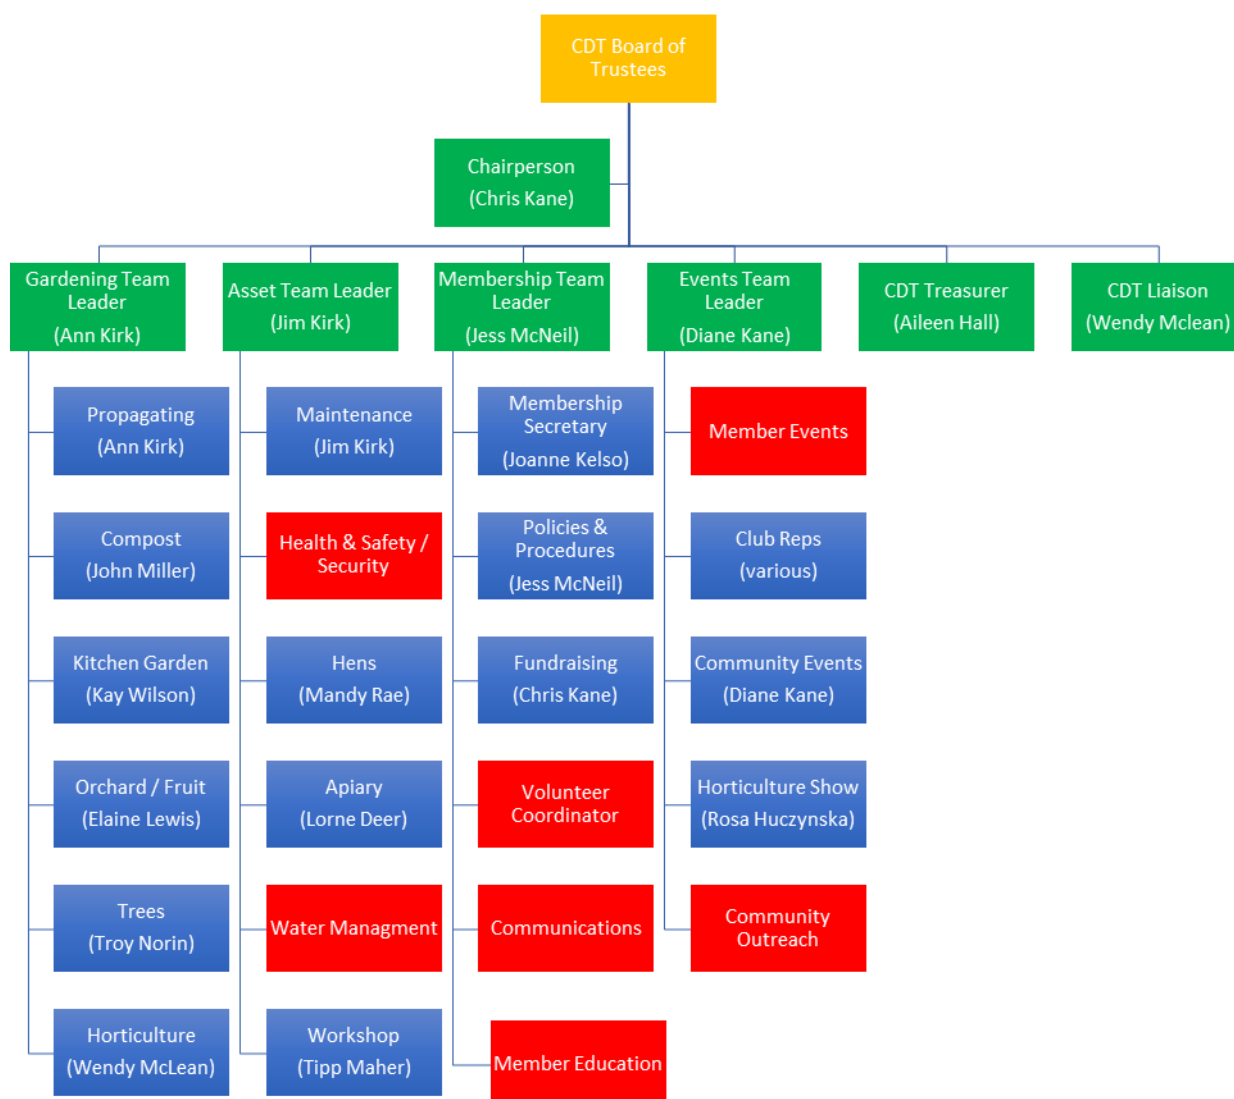 CDT Board of
Trustees
Chairperson
(Chris Kane)
Gardening Team
Leader
(Ann Kirk)
Asset Team Leader
(Jim Kirk)
Membership Team
Leader
(Jess McNeil)
Events Team
Leader
(Diane Kane)
CDT Treasurer
(Aileen Hall)
CDT Liaison
(Wendy Mclean)
Propagating
(Ann Kirk)
Compost
(John Miller)
Kitchen Garden
(Kay Wilson)
Orchard / Fruit
(Elaine Lewis)
Trees
(Troy Norin)
Horticulture
(Wendy McLean)
Maintenance
(Jim Kirk)
Health & Safety /
Security
Hens
(Mandy Rae)
Apiary
(Lorne Deer)
Water Managment
Workshop
(Tipp Maher)
Membership
Secretary
(Joanne Kelso)
Policies &
Procedures
(Jess McNeil)
Fundraising
(Chris Kane)
Volunteer
Coordinator
Communications
Member Education
Member Events
Club Reps
(various)
Community Events
(Diane Kane)
Horticulture Show
(Rosa Huczynska)
Community
Outreach